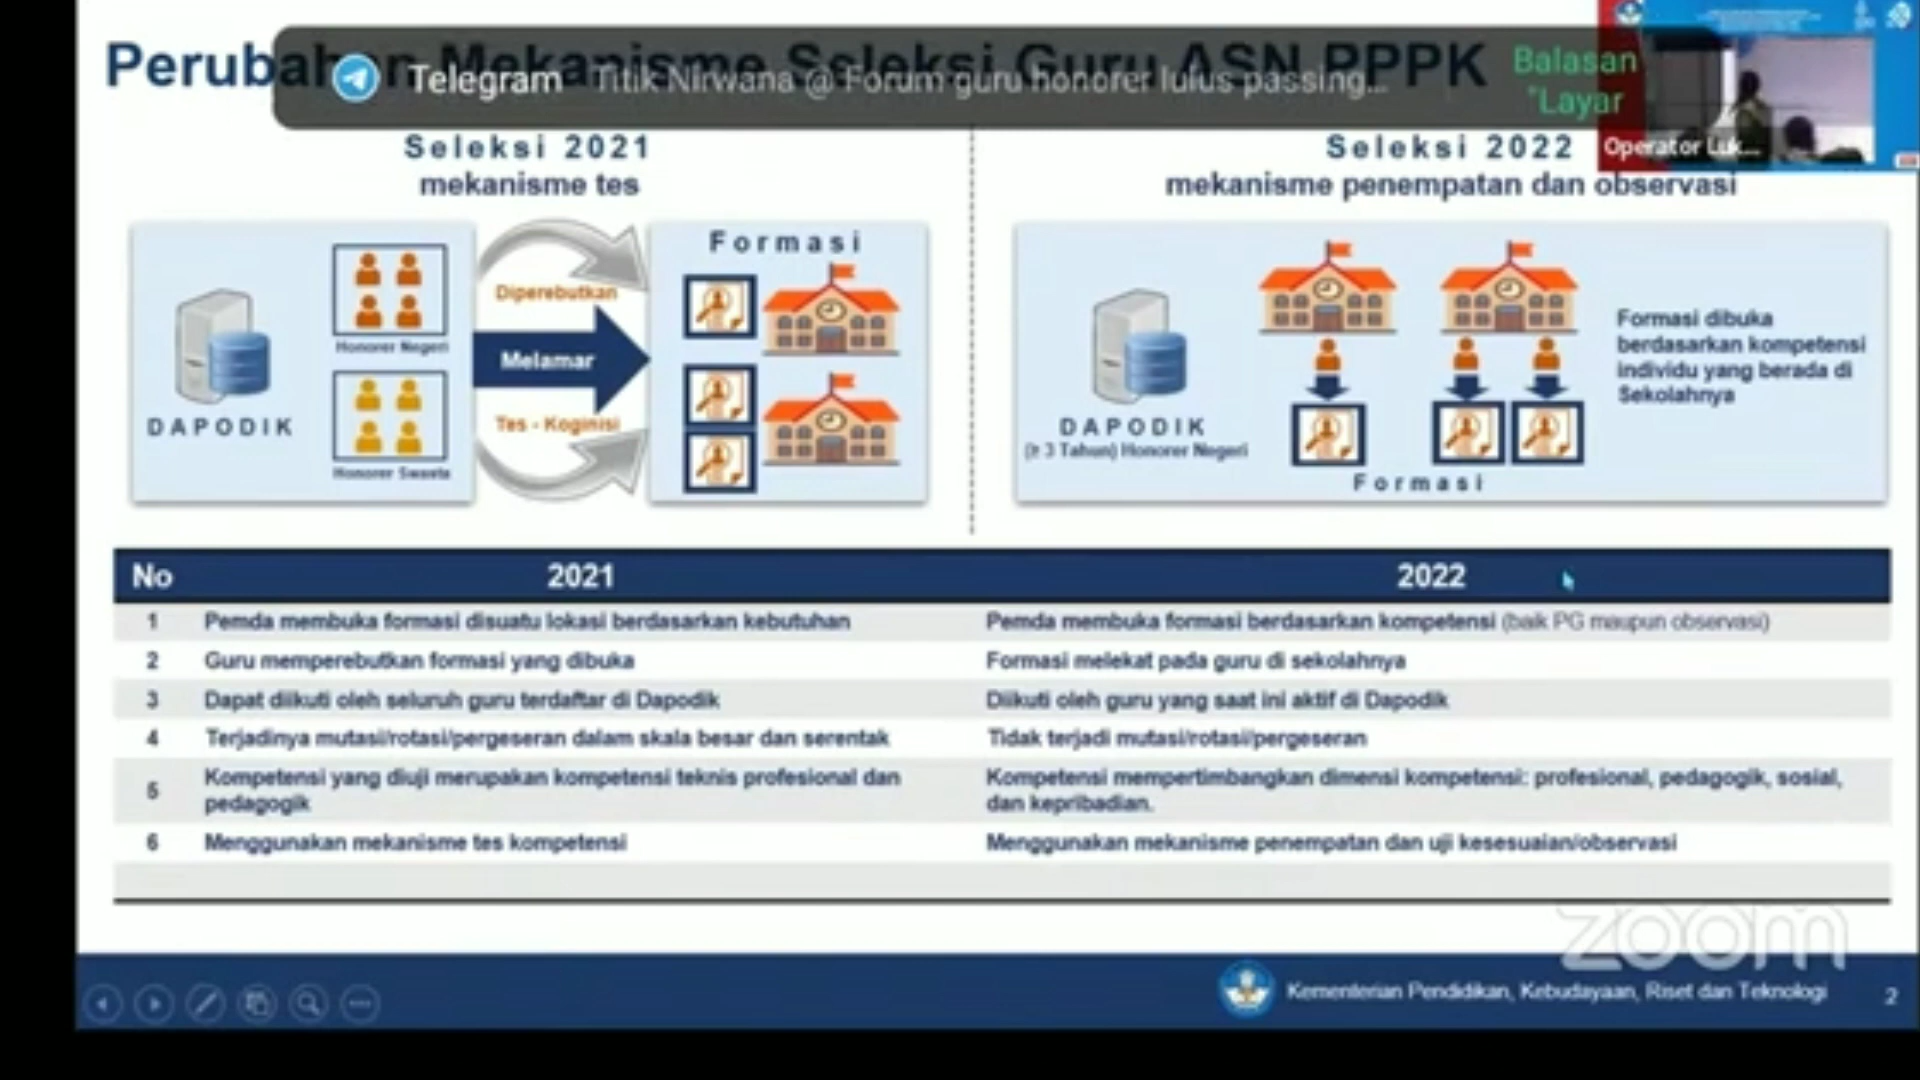 Perubahan Mekanisme Seleksi Guru ASN PPPK
Telegram Titik Nirwana @ Forum guru honorer lulus passing...
Balasan
"Layar
Operator Luk...
Seleksi 2021
mekanisme tes
DAPODIK
Honorer Negeri
Honorer Swasta
Diperebutkan
Melamar
Tes - Koginisi
Formasi
Seleksi 2022
mekanisme penempatan dan observasi
DAPODIK
(≥ 3 Tahun) Honorer Negeri
Formasi
Formasi dibuka
berdasarkan kompetensi
individu yang berada di
Sekolahnya
No 2021 2022
1 Pemda membuka formasi disuatu lokasi berdasarkan kebutuhan Pemda membuka formasi berdasarkan kompetensi (baik PG maupun observasi)
2 Guru memperebutkan formasi yang dibuka Formasi melekat pada guru di sekolahnya
3 Dapat diikuti oleh seluruh guru terdaftar di Dapodik Diikuti oleh guru yang saat ini aktif di Dapodik
4 Terjadinya mutasi/rotasi/pergeseran dalam skala besar dan serentak Tidak terjadi mutasi/rotasi/pergeseran
5 Kompetensi yang diuji merupakan kompetensi teknis profesional dan Kompetensi mempertimbangkan dimensi kompetensi: profesional, pedagogik, sosial,
pedagogik dan kepribadian.
6 Menggunakan mekanisme tes kompetensi Menggunakan mekanisme penempatan dan uji kesesuaian/observasi
zoom
Kementerian Pendidikan, Kebudayaan, Riset dan Teknologi 2